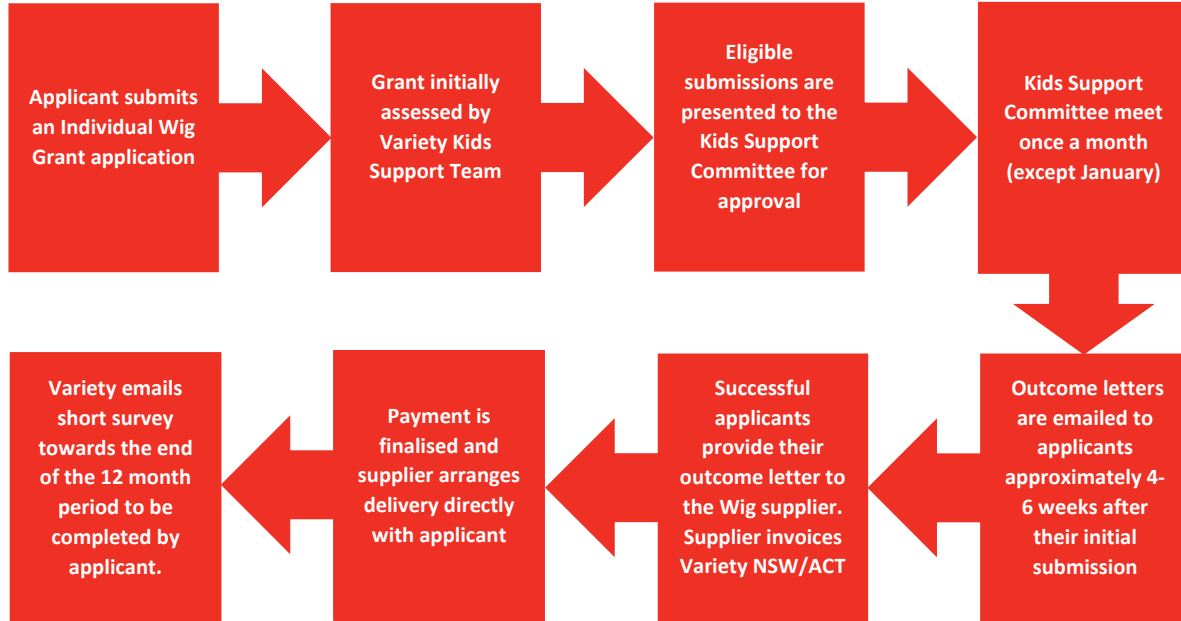 Applicant submits
an Individual Wig
Grant application
Grant initially
assessed by
Variety Kids
Support Team
Eligible
submissions are
presented to the
Kids Support
Committee for
approval
Kids Support
Committee meet
once a month
(except January)
Outcome letters
are emailed to
applicants
approximately 4-
6 weeks after
their initial
submission
Successful
applicants
provide their
outcome letter to
the Wig supplier.
Supplier invoices
Variety NSW/ACT
Payment is
finalised and
supplier arranges
delivery directly
with applicant
Variety emails
short survey
towards the end
of the 12 month
period to be
completed by
applicant.